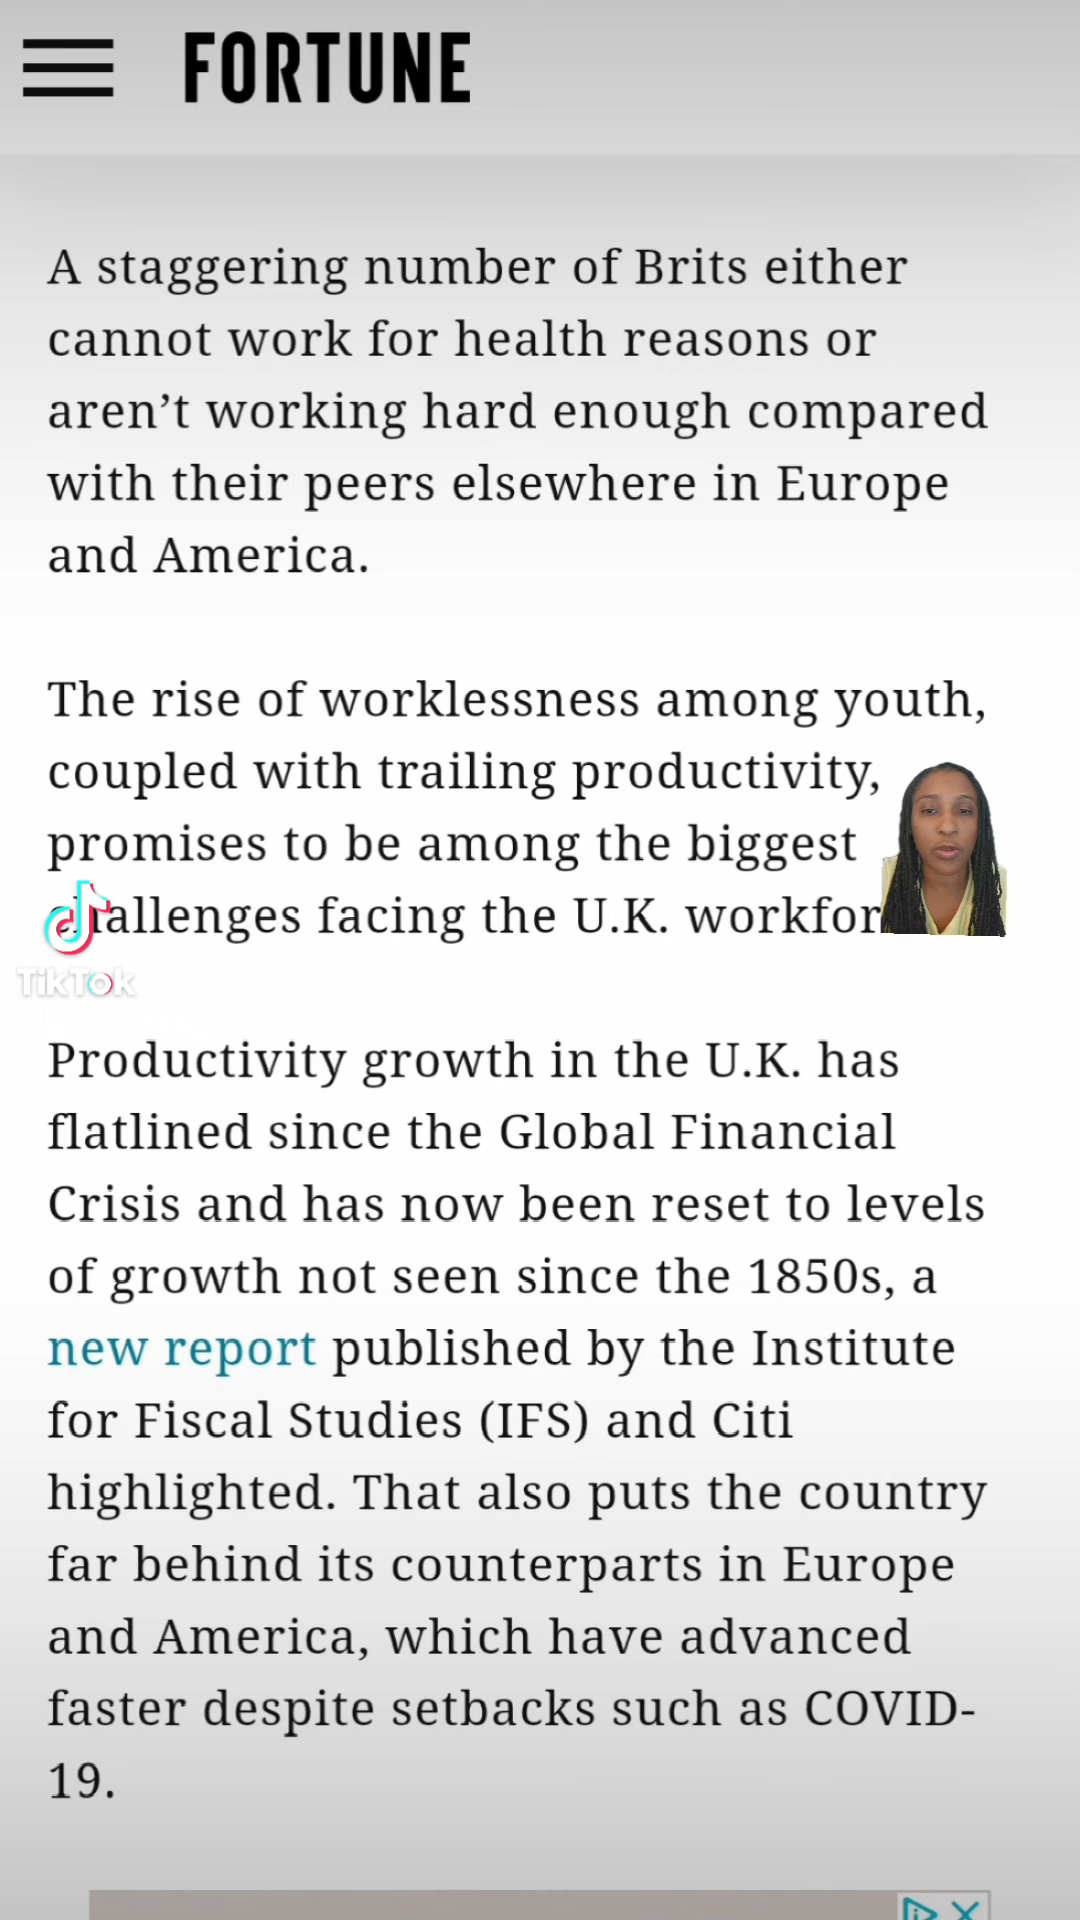 FORTUNE
A staggering number of Brits either
cannot work for health reasons or
aren’t working hard enough compared
with their peers elsewhere in Europe
and America.
The rise of worklessness among youth,
coupled with trailing productivity,
promises to be among the biggest
challenges facing the U.K. workfor
TikTok
Productivity growth in the U.K. has
flatlined since the Global Financial
Crisis and has now been reset to levels
of growth not seen since the 1850s, a
new report published by the Institute
for Fiscal Studies (IFS) and Citi
highlighted. That also puts the country
far behind its counterparts in Europe
and America, which have advanced
faster despite setbacks such as COVID-
19.